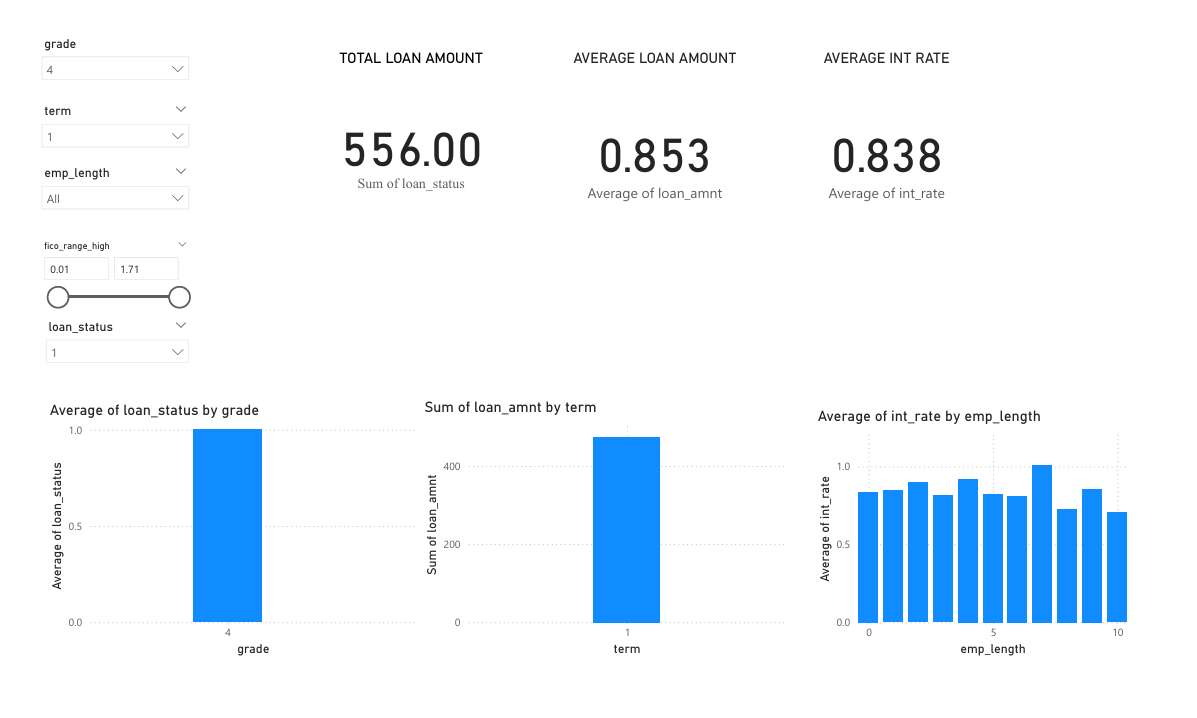 grade
4
term
1
emp_length
All
fico_range_high
0.01
1.71
loan_status
1
TOTAL LOAN AMOUNT
556.00
Sum of loan_status
AVERAGE LOAN AMOUNT
0.853
Average of loan_amnt
AVERAGE INT RATE
0.838
Average of int_rate
Average of loan_status by grade
Average of loan_status
1.0
0.5
0.0
4
grade
Sum of loan_amnt by term
Sum of loan_amnt
400
200
0
1
term
Average of int_rate by emp_length
Average of int_rate
1.0
0.5
0.0
0
5
10
emp_length